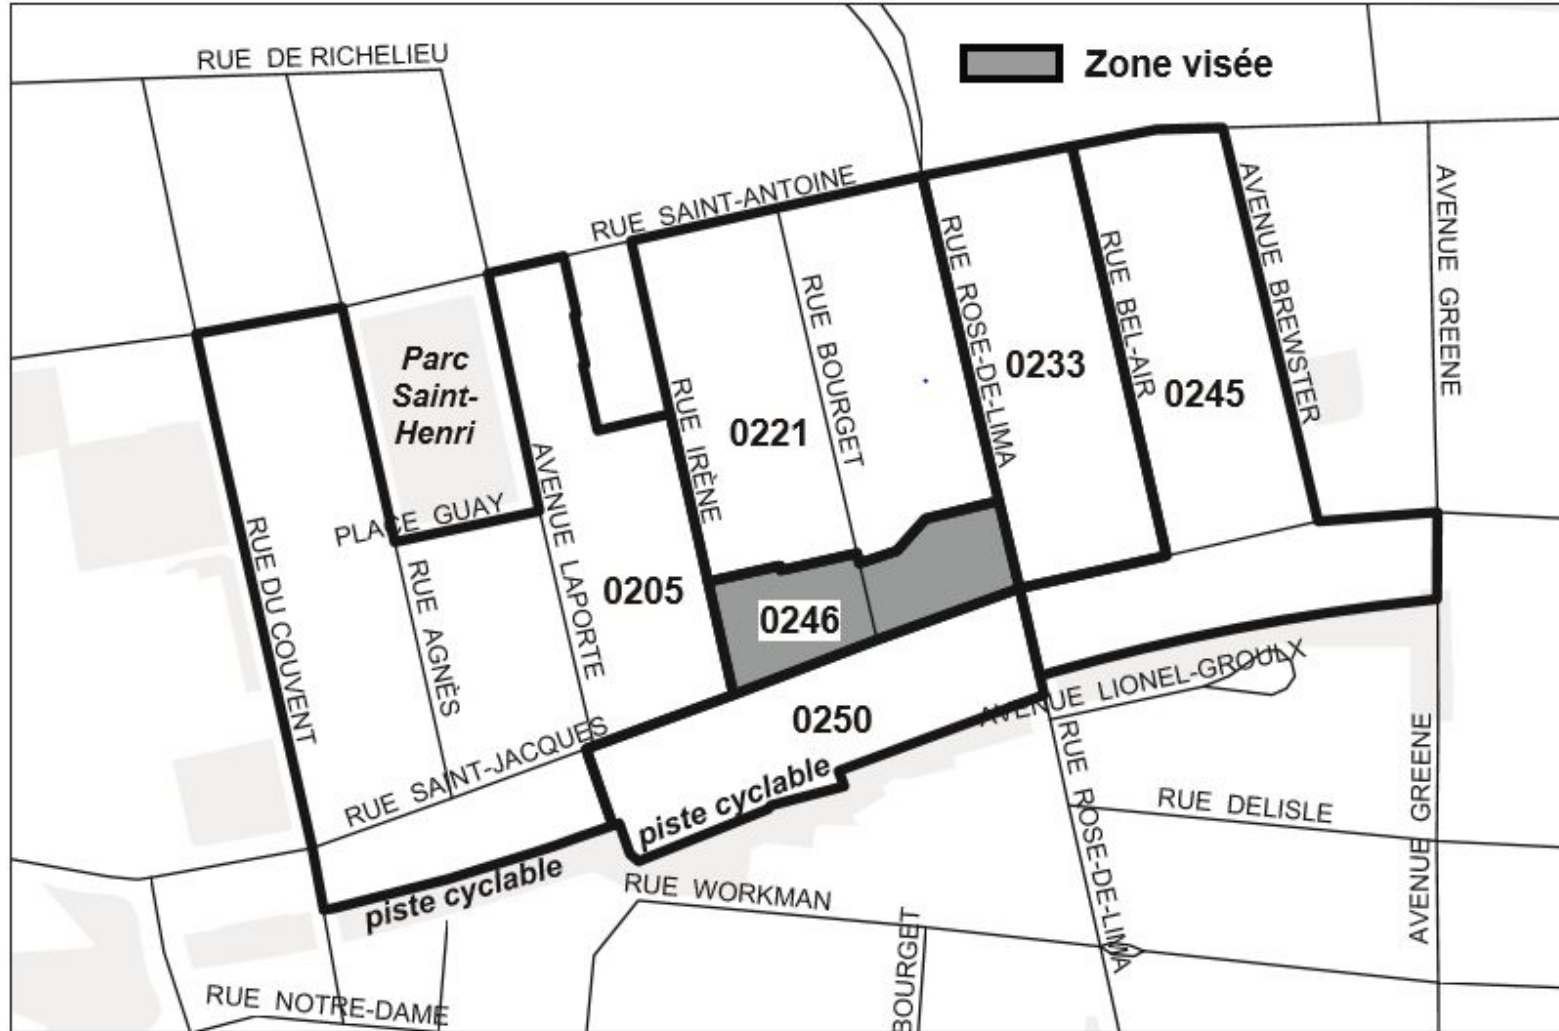 RUE DE RICHELIEU
Zone visée
RUE SAINT-ANTOINE
AVENUE BREWSTER
AVENUE GREENE
RUE ROSE-DE-LIMA
RUE BEL-AIR
RUE BOURGET
Parc
Saint-
Henri
0233
0245
0221
RUE IRÈNE
AVENUE LAPORTE
PLACE GUAY
RUE DU COUVENT
RUE AGNÈS
0205
0246
0250
AVENUE LIONEL-GROULX
RUE SAINT-JACQUES
piste cyclable
piste cyclable
RUE ROSE-DE-LIMA
AVENUE GREENE
RUE DELISLE
RUE WORKMAN
BOURGET
RUE NOTRE-DAME